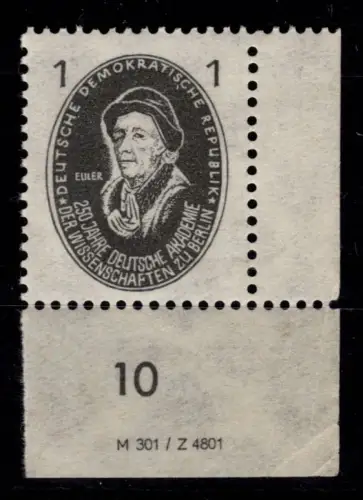 1 1
★ DEUTSCHE DEMOKRATISCHE REPUBLIK ★
EULER
250 JAHRE DEUTSCHE AKADEMIE
DER WISSENSCHAFTEN ZU BERLIN
10
M 301 / Z 4801